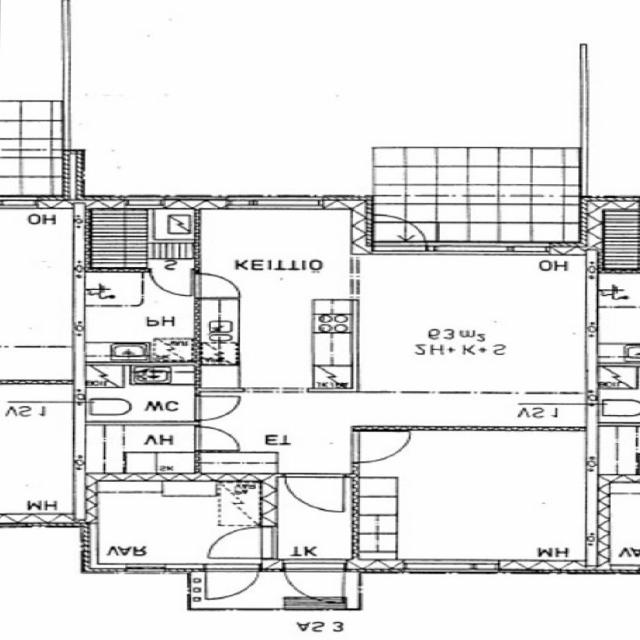 OH
S
KEITTIÖ
OH
PH
63 m²
2H+K+S
WC
VS 1
VS 1
VH
ET
SK
MH
VAR
TK
MH
VA
AS 3